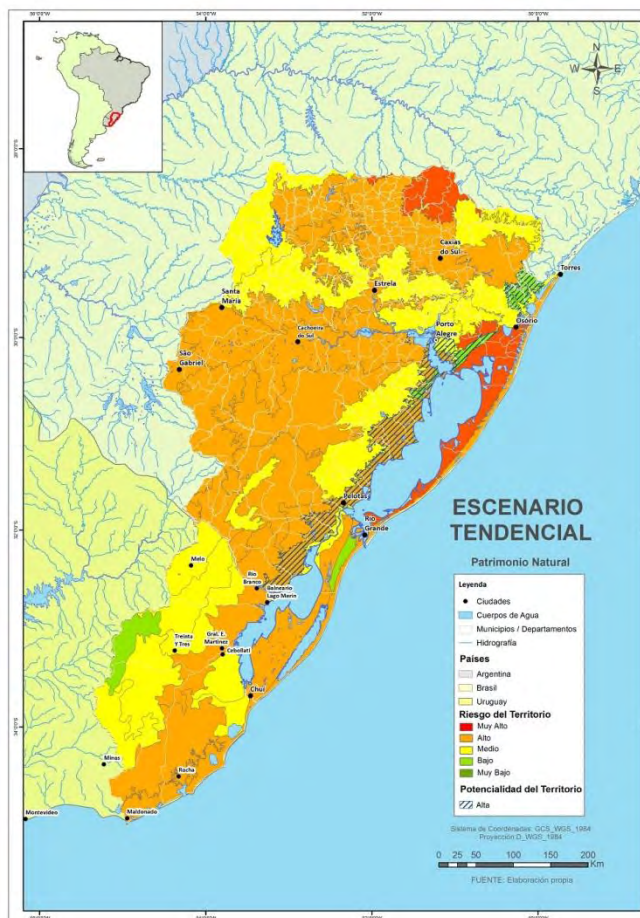 N
W
E
S
Caxias
do Sul
Torres
Estrela
Santa
María
Osório
Porto
Alegre
Cachoeira
do Sul
São
Gabriel
Pelotas
Rio
Grande
ESCENARIO
TENDENCIAL
Patrimonio Natural
Melo
Rio
Branco
Balneario
Lago Merin
Treinta
Y Tres
Gral. E.
Martinez
Cebollatí
Chuí
Minas
Rocha
Montevideo
Maldonado
Leyenda
Ciudades
Cuerpos de Agua
Municipios / Departamentos
Hidrografía
Países
Argentina
Brasil
Uruguay
Riesgo del Territorio
Muy Alto
Alto
Medio
Bajo
Muy Bajo
Potencialidad del Territorio
Alta
Sistema de Coordenadas: GCS_WGS_1984
Proyección:D_WGS_1984
0 25 50 100 150 200
Km
FUENTE: Elaboración propia